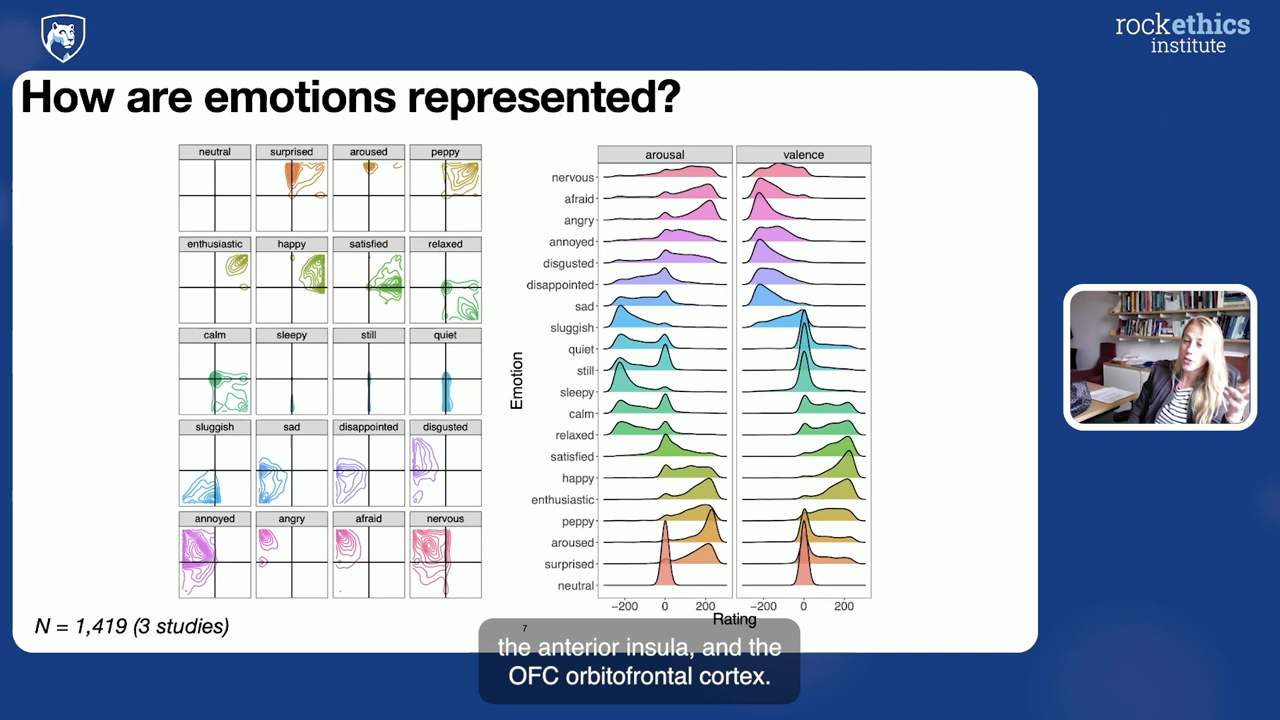 rockethics
institute
How are emotions represented?
neutral surprised aroused peppy
enthusiastic happy satisfied relaxed
calm sleepy still quiet
sluggish sad disappointed disgusted
annoyed angry afraid nervous
N = 1,419 (3 studies)
arousal valence
Emotion
nervous
afraid
angry
annoyed
disgusted
disappointed
sad
sluggish
quiet
still
sleepy
calm
relaxed
satisfied
happy
enthusiastic
peppy
aroused
surprised
neutral
−200 0 200 −200 0 200
Rating
7
the anterior insula, and the
OFC orbitofrontal cortex.